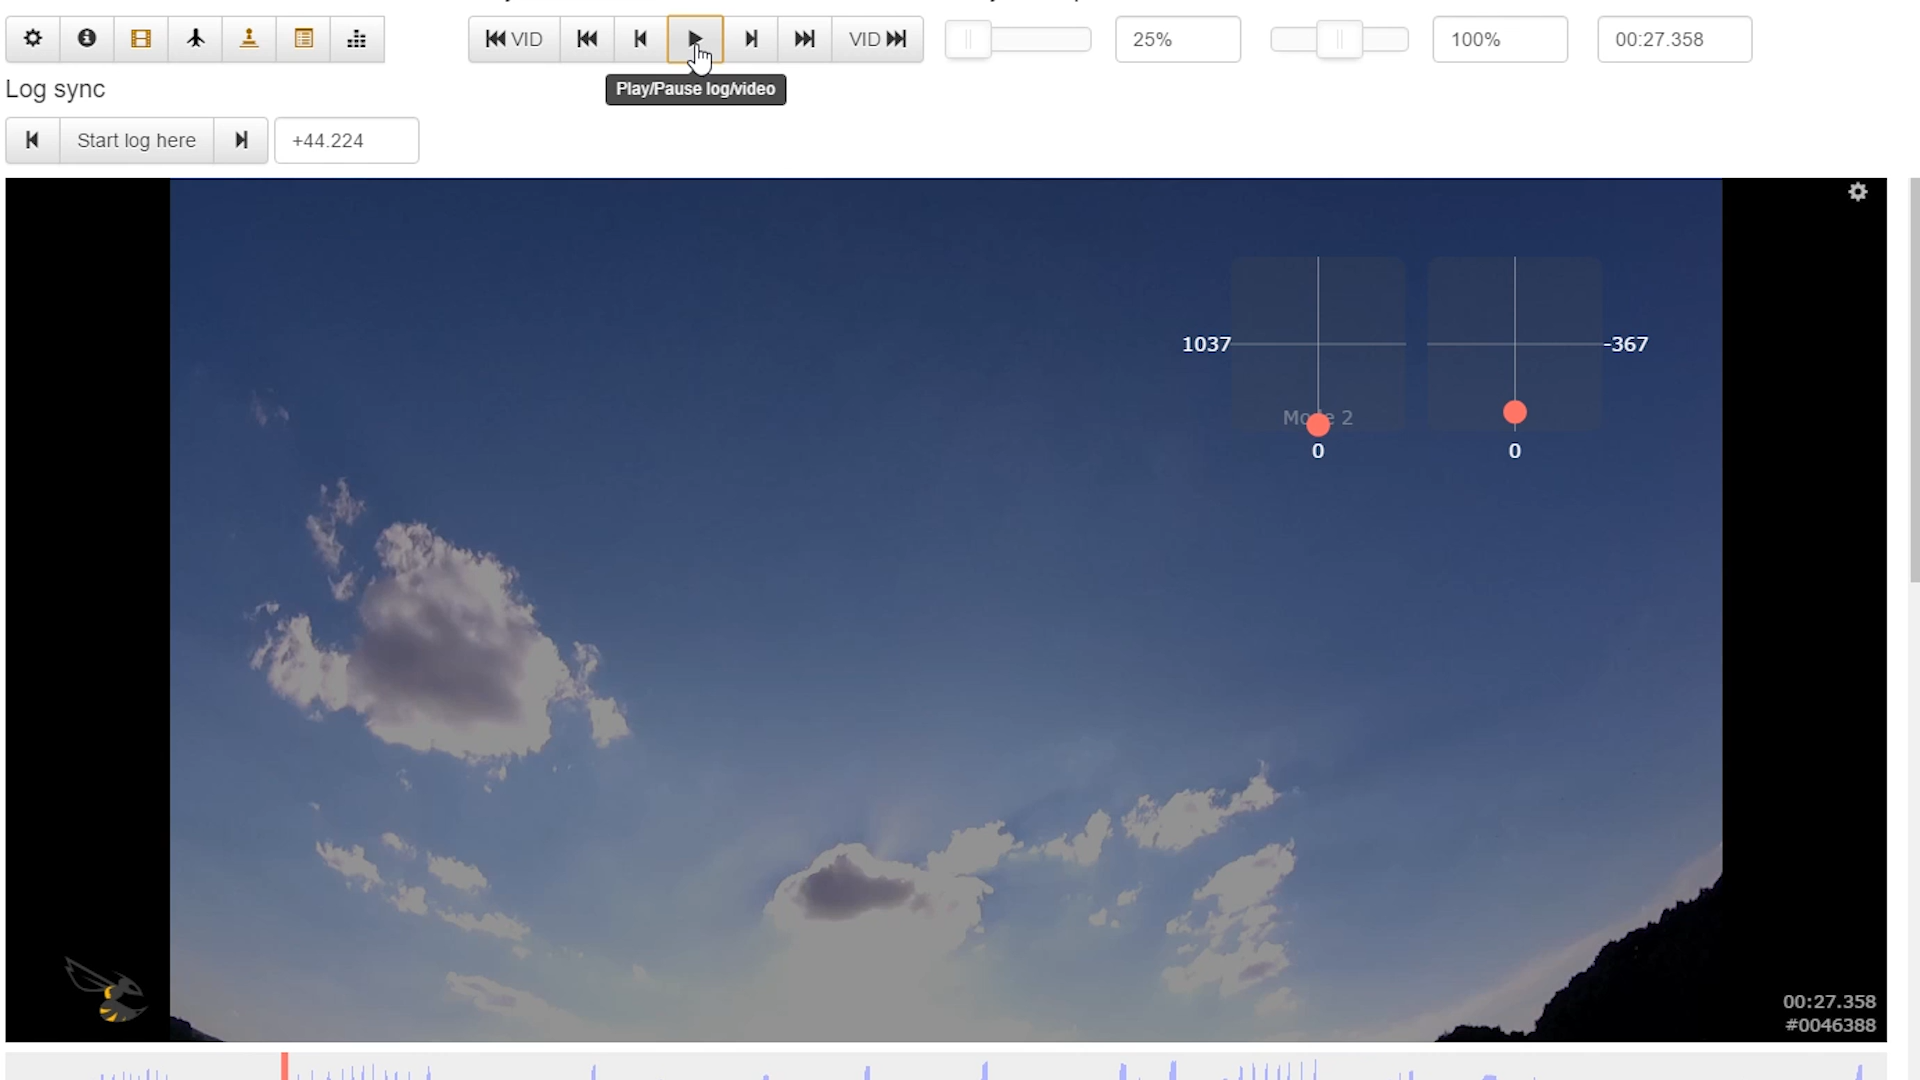 VID
VID
25%
100%
00:27.358
Play/Pause log/video
Log sync
Start log here
+44.224
1037
-367
Mode 2
0
0
00:27.358
#0046388